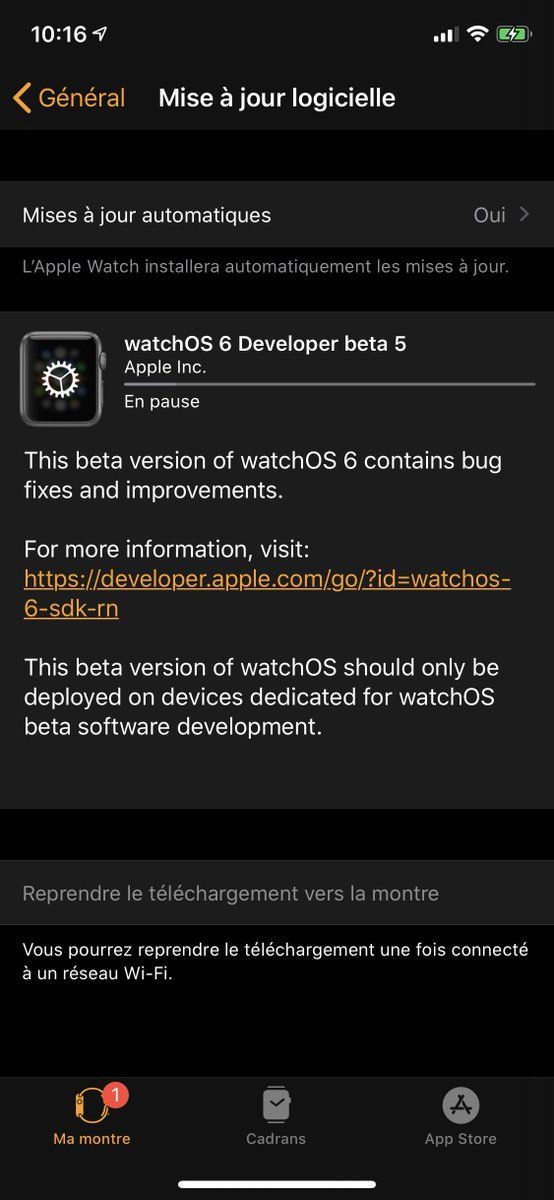 10:16
Général
Mise à jour logicielle
Mises à jour automatiques
Oui
L'Apple Watch installera automatiquement les mises à jour.
watchOS 6 Developer beta 5
Apple Inc.
En pause
This beta version of watchOS 6 contains bug
fixes and improvements.
For more information, visit:
https://developer.apple.com/go/?id=watchos-
6-sdk-rn
This beta version of watchOS should only be
deployed on devices dedicated for watchOS
beta software development.
Reprendre le téléchargement vers la montre
Vous pourrez reprendre le téléchargement une fois connecté
à un réseau Wi-Fi.
1
Ma montre
Cadrans
App Store